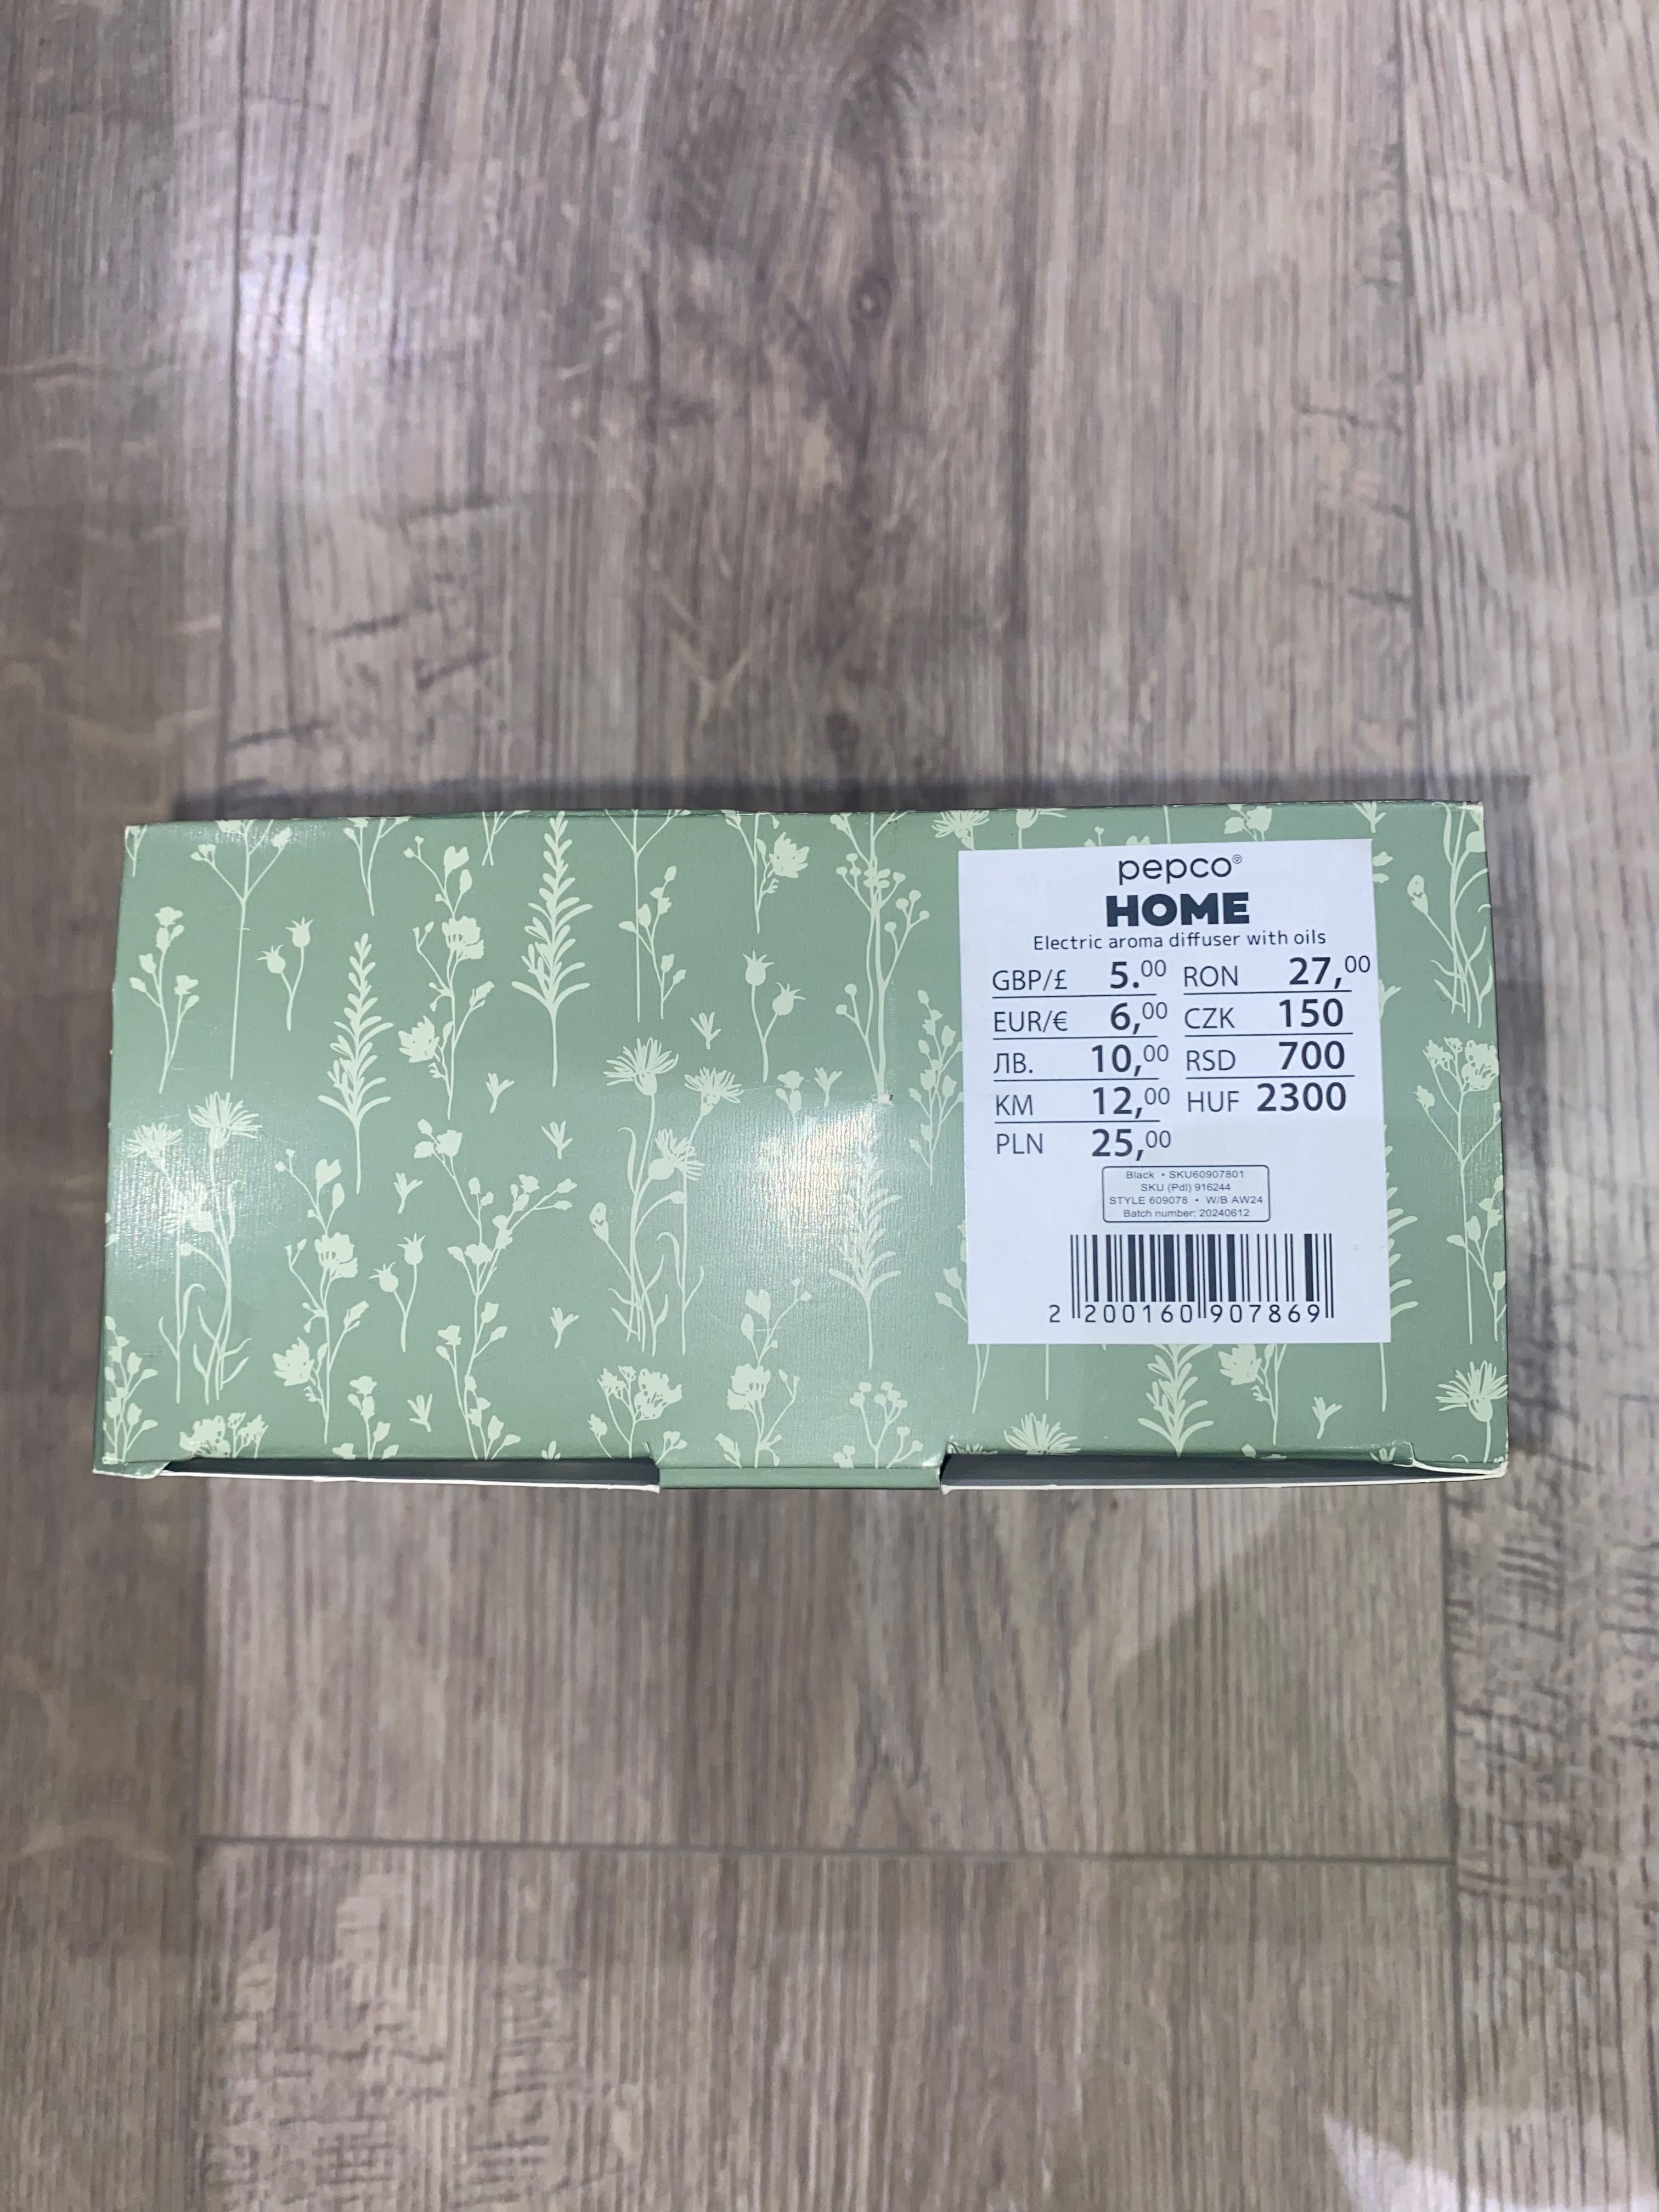 pepco®
HOME
Electric aroma diffuser with oils
GBP/£ 5.00 RON 27,00
EUR/€ 6,00 CZK 150
ЛВ. 10,00 RSD 700
KM 12,00 HUF 2300
PLN 25,00
Black • SKU60907801
SKU (Pdl) 916244
STYLE 609078 • W/B AW24
Batch number: 20240612
2 200160 907869